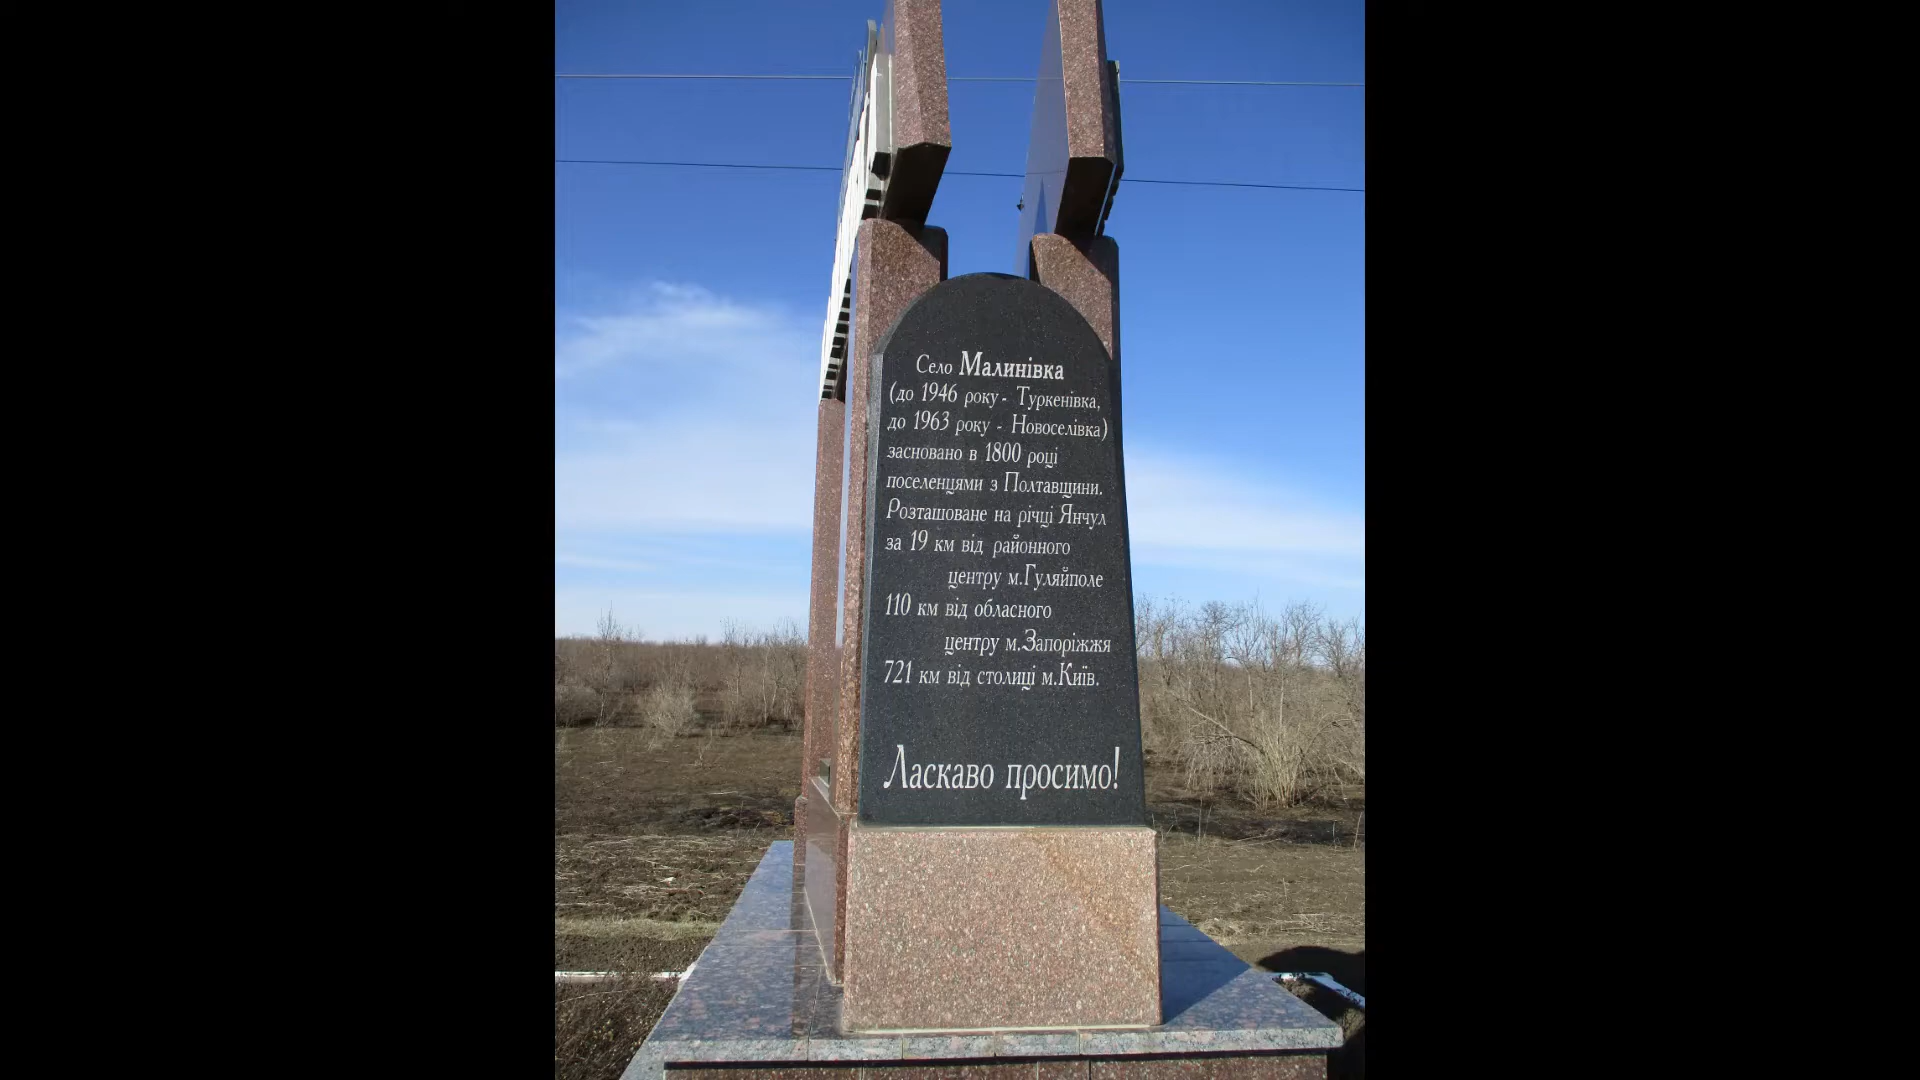 Село Малинівка
(до 1946 року - Туркенівка,
до 1963 року - Новоселівка)
засновано в 1800 році
поселенцями з Полтавщини.
Розташоване на річці Янчул
за 19 км від районного
центру м.Гуляйполе
110 км від обласного
центру м.Запоріжжя
721 км від столиці м.Київ.
Ласкаво просимо!